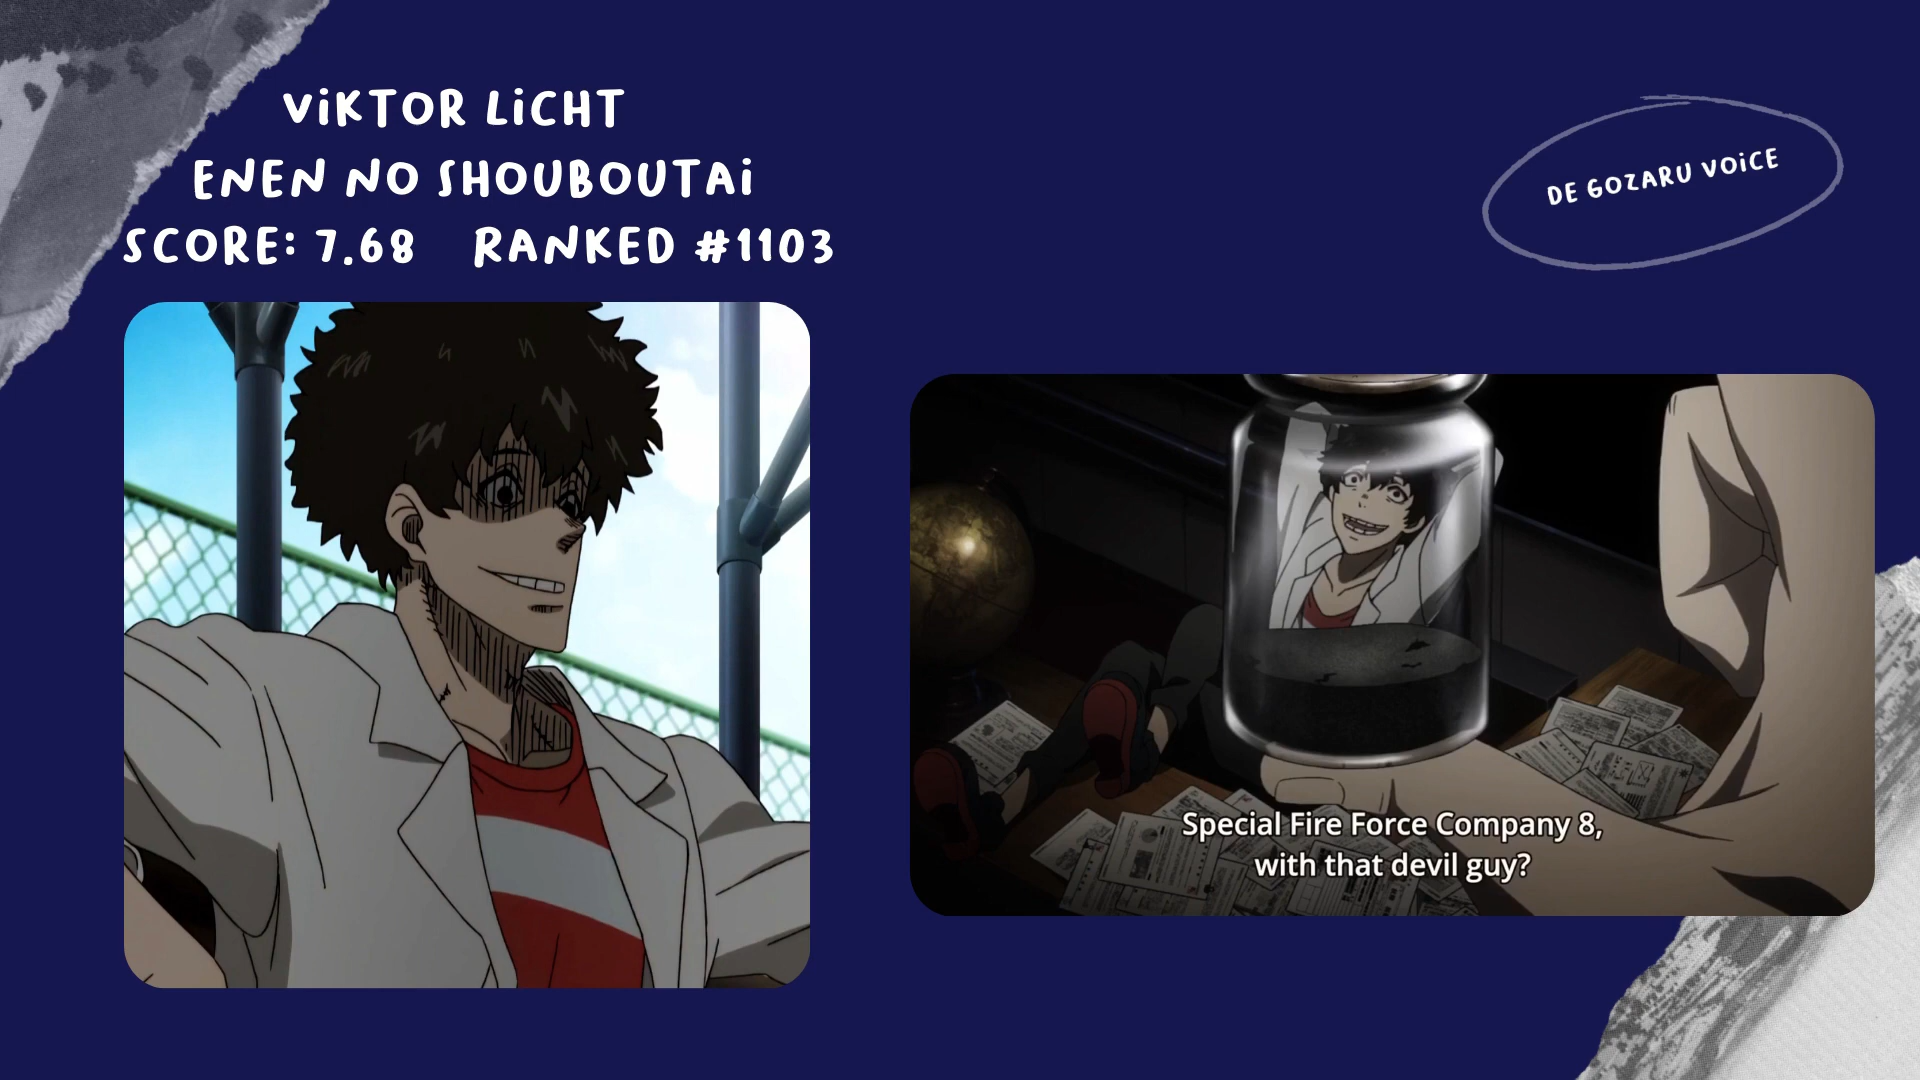 ViKTOR LiCHT
ENEN NO SHOUBOUTAi
SCORE: 7.68 RANKED #1103
DE GOZARU VOiCE
Special Fire Force Company 8,
with that devil guy?